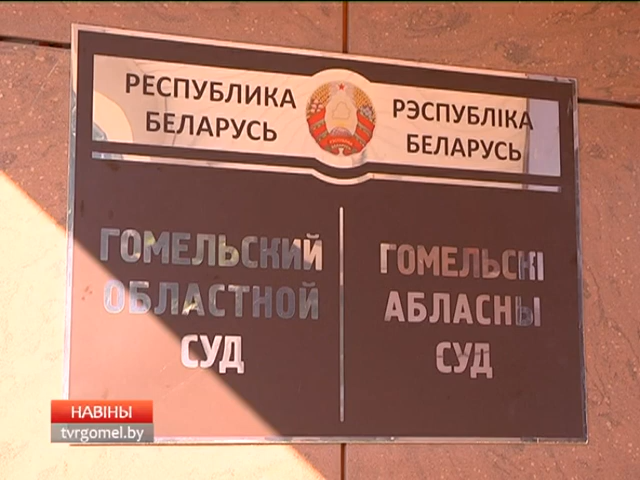 РЕСПУБЛИКА
БЕЛАРУСЬ
РЭСПУБЛІКА
БЕЛАРУСЬ
ГОМЕЛЬСКИЙ
ОБЛАСТНОЙ
СУД
ГОМЕЛЬСКІ
АБЛАСНЫ
СУД
НАВІНЫ
tvrgomel.by